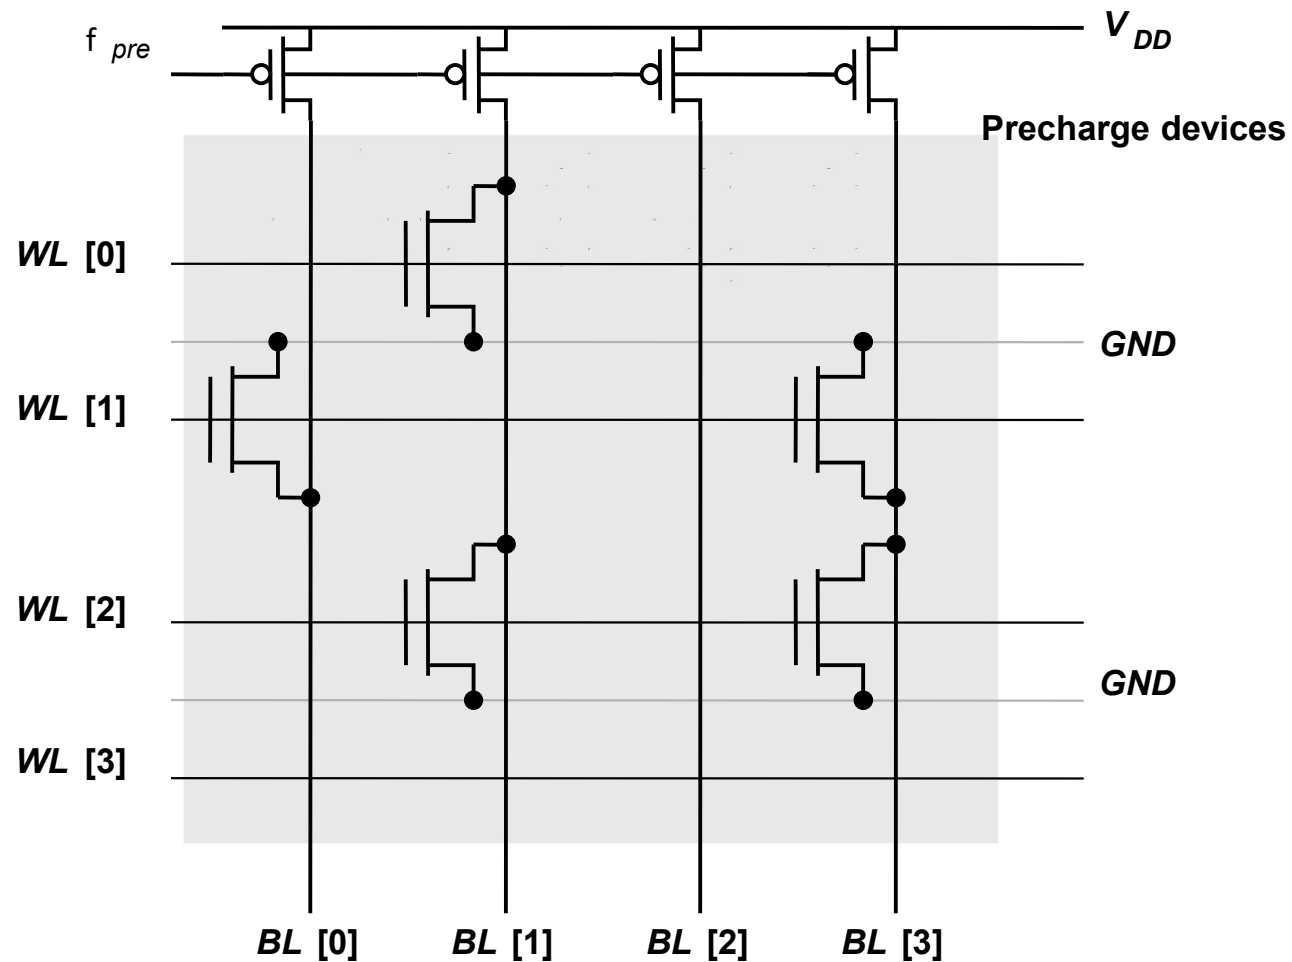 f pre
V DD
Precharge devices
WL [0]
GND
WL [1]
WL [2]
GND
WL [3]
BL [0] BL [1] BL [2] BL [3]